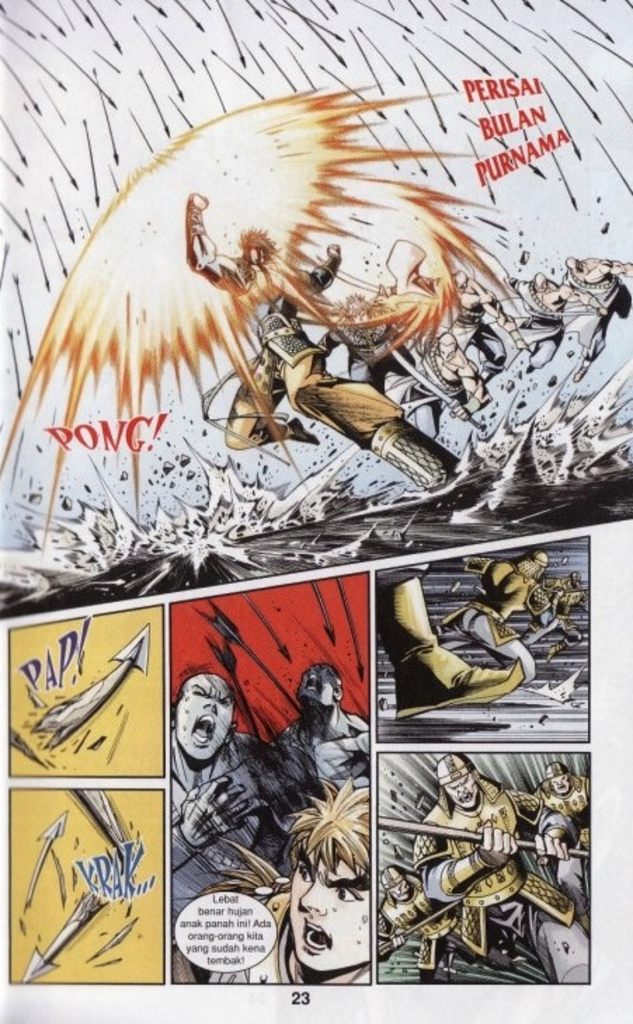 PERISAI
BULAN
PURNAMA
PONG!
PAP!
KRAK...
Lebat
benar hujan
anak panah ini! Ada
orang-orang kita
yang sudah kena
tembak!
23